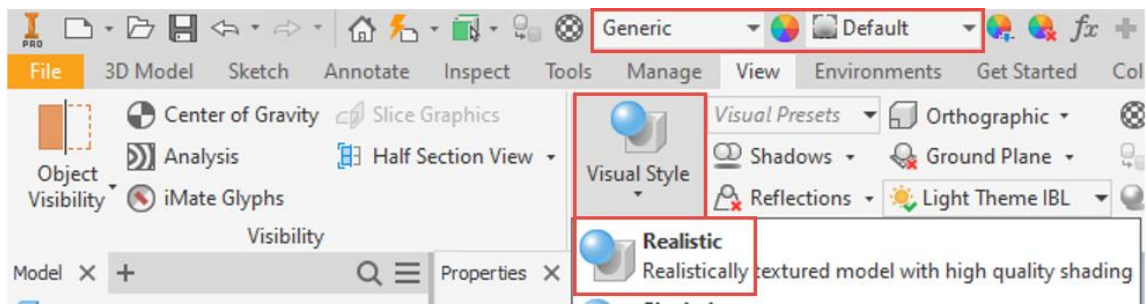 PRO
Generic Default fx
File 3D Model Sketch Annotate Inspect Tools Manage View Environments Get Started Col
Object Visibility
Center of Gravity Slice Graphics
Analysis Half Section View
iMate Glyphs
Visibility
Visual Style
Visual Presets Orthographic
Shadows Ground Plane
Reflections Light Theme IBL
Realistic
Realistically textured model with high quality shading
Model Properties